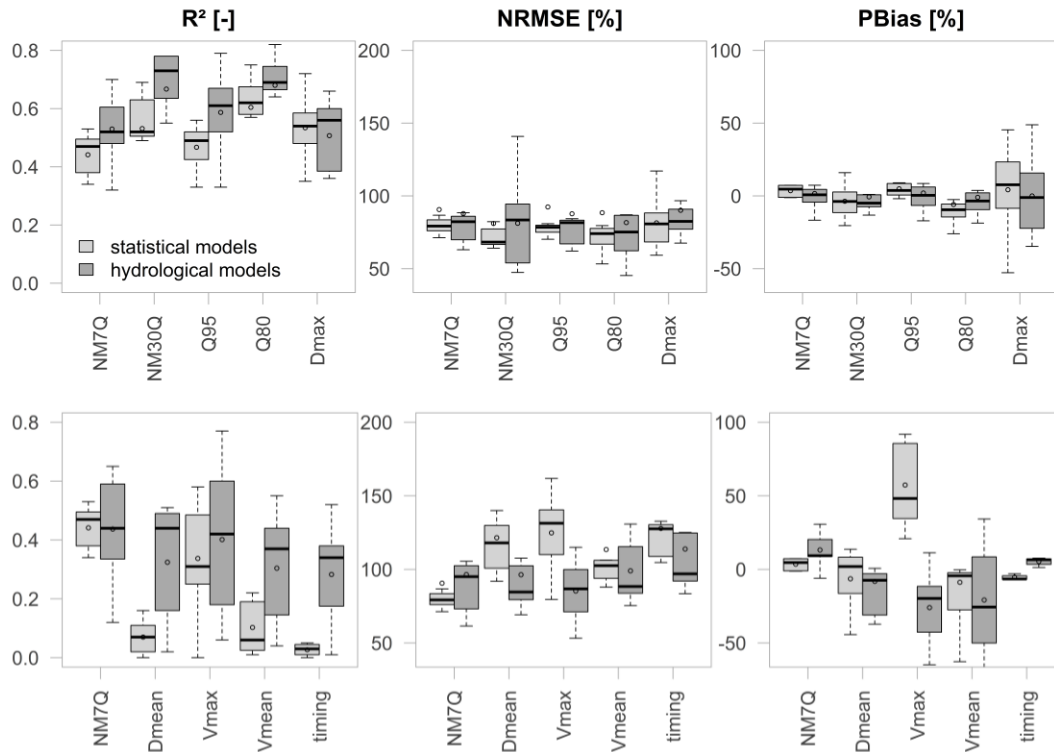 R² [-] NRMSE [%] PBias [%]
0.8
0.6
0.4
0.2
0.0
statistical models
hydrological models
NM7Q
NM30Q
Q95
Q80
Dmax
200
150
100
50
NM7Q
NM30Q
Q95
Q80
Dmax
100
50
0
-50
NM7Q
NM30Q
Q95
Q80
Dmax
0.8
0.6
0.4
0.2
0.0
NM7Q
Dmean
Vmax
Vmean
timing
200
150
100
50
NM7Q
Dmean
Vmax
Vmean
timing
100
50
0
-50
NM7Q
Dmean
Vmax
Vmean
timing